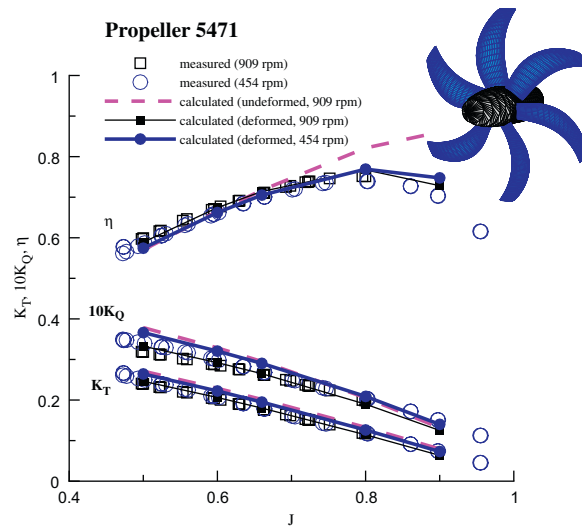 Propeller 5471
measured (909 rpm)
measured (454 rpm)
calculated (undeformed, 909 rpm)
calculated (deformed, 909 rpm)
calculated (deformed, 454 rpm)
1
0.8
0.6
0.4
0.2
0
K_T, 10K_Q, η
η
10K_Q
K_T
0.4
0.6
0.8
1
J